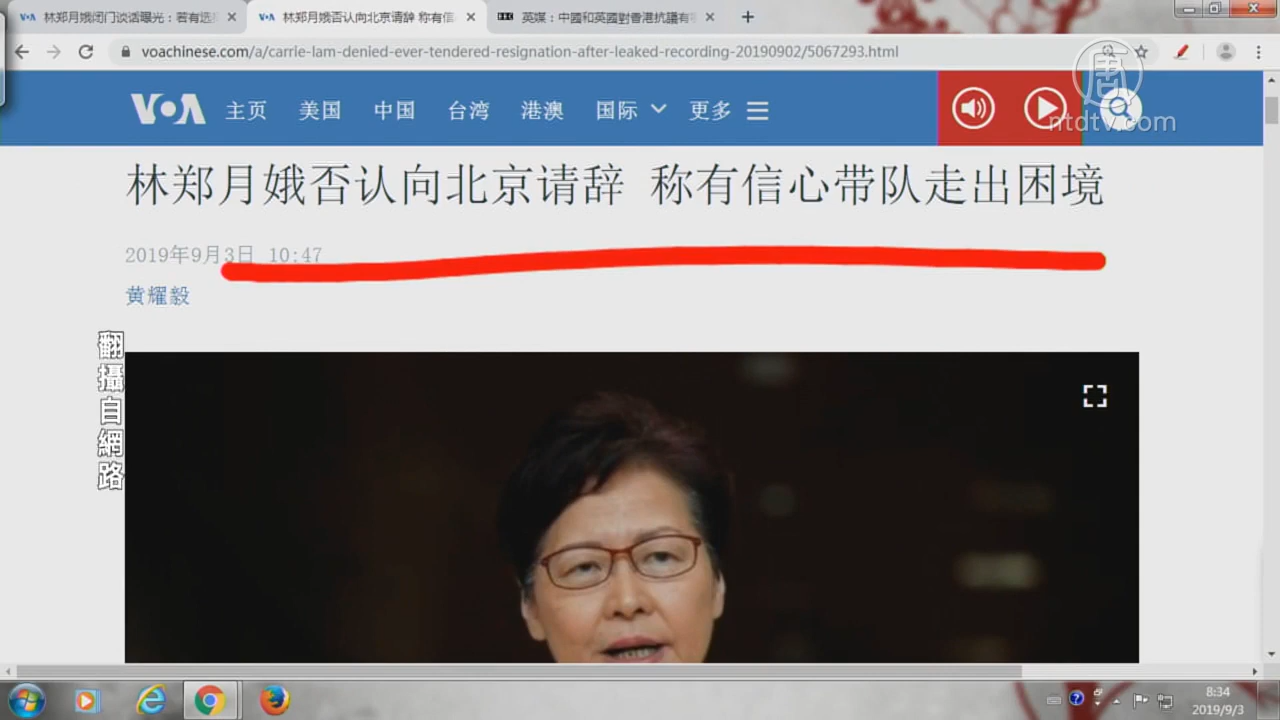 林郑月娥闭门谈话曝光：若有选
林郑月娥否认向北京请辞 称有信
英媒：中國和英國對香港抗議有
voachinese.com/a/carrie-lam-denied-ever-tendered-resignation-after-leaked-recording-20190902/5067293.html
VOA 主页 美国 中国 台湾 港澳 国际 更多
唐
ntdtv.com
林郑月娥否认向北京请辞 称有信心带队走出困境
2019年9月3日 10:47
黄耀毅
翻攝自網路
8:34
2019/9/3